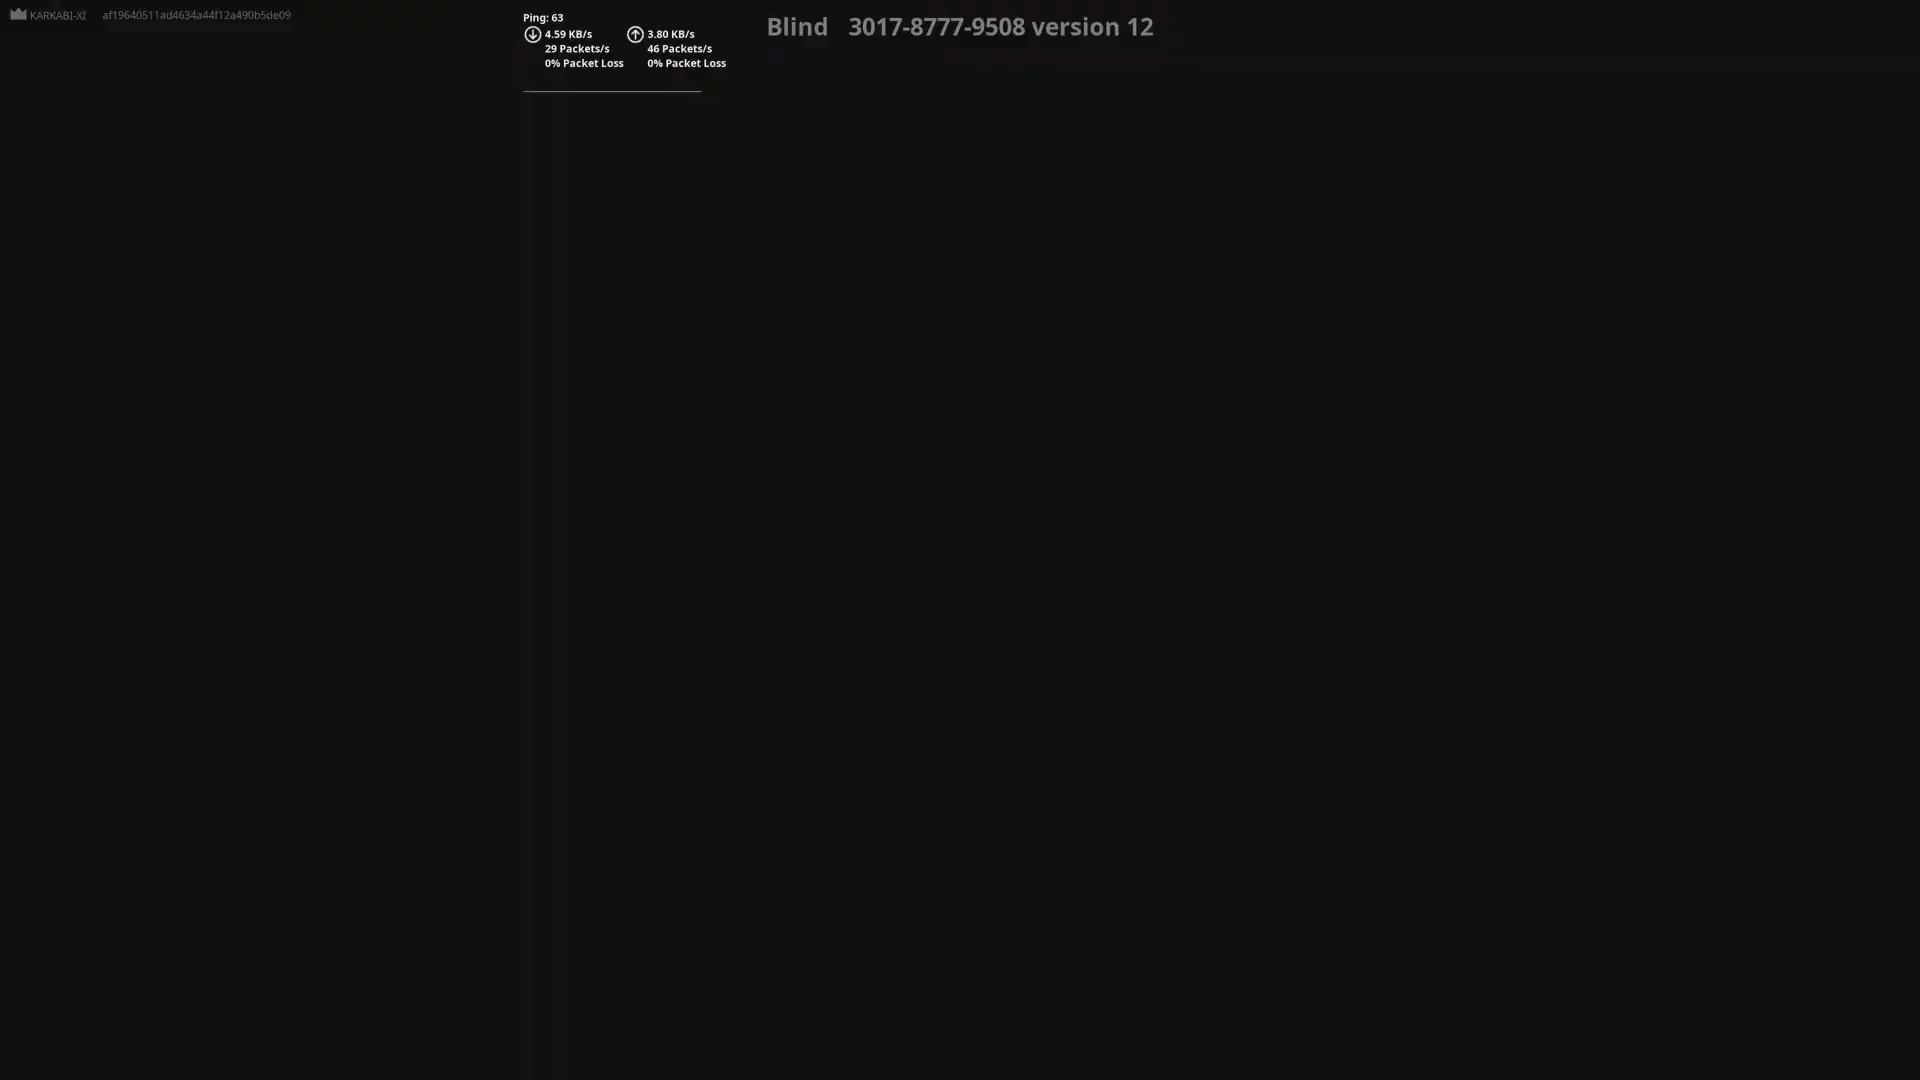 KARKABI-XI af19640511ad4634a44f12a490b5de09
Ping: 63
4.59 KB/s 3.80 KB/s
29 Packets/s 46 Packets/s
0% Packet Loss 0% Packet Loss
Blind 3017-8777-9508 version 12